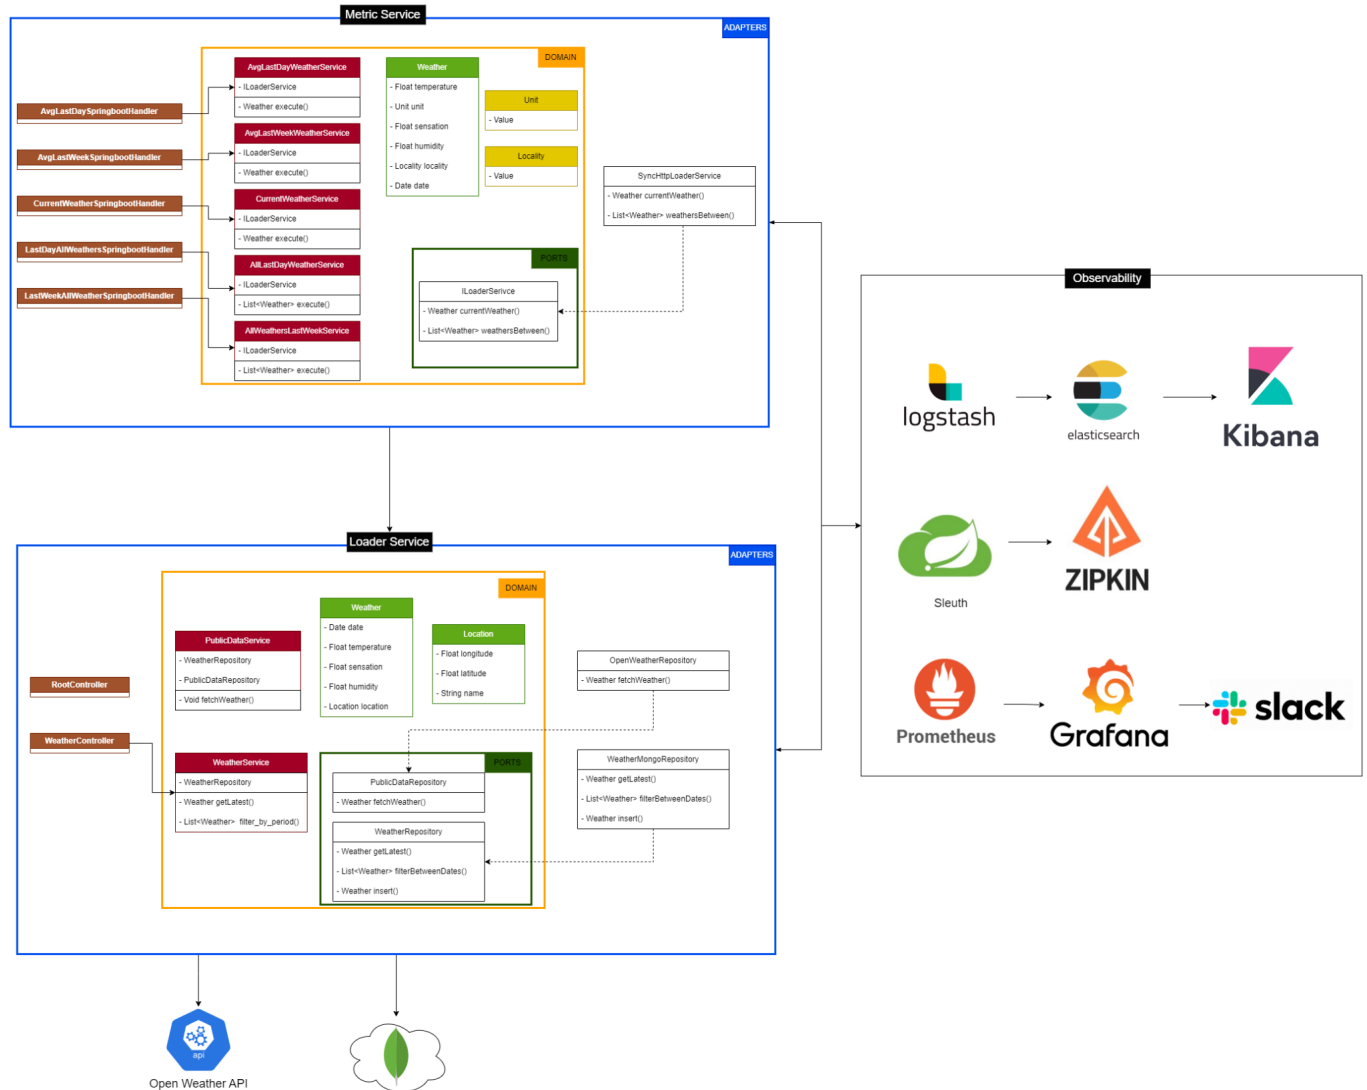 Metric Service
ADAPTERS
DOMAIN
AvgLastDayWeatherService
- ILoaderService
- Weather execute()
AvgLastWeekWeatherService
- ILoaderService
- Weather execute()
CurrentWeatherService
- ILoaderService
- Weather execute()
AllLastDayWeatherService
- ILoaderService
- List<Weather> execute()
AllWeathersLastWeekService
- ILoaderService
- List<Weather> execute()
AvgLastDaySpringbootHandler
AvgLastWeekSpringbootHandler
CurrentWeatherSpringbootHandler
LastDayAllWeathersSpringbootHandler
LastWeekAllWeatherSpringbootHandler
Weather
- Float temperature
- Unit unit
- Float sensation
- Float humidity
- Locality locality
- Date date
Unit
- Value
Locality
- Value
SyncHttpLoaderService
- Weather currentWeather()
- List<Weather> weathersBetween()
PORTS
ILoaderSerivce
- Weather currentWeather()
- List<Weather> weathersBetween()
Observability
logstash
elasticsearch
Kibana
Sleuth
ZIPKIN
Prometheus
Grafana
slack
Loader Service
ADAPTERS
DOMAIN
RootController
WeatherController
PublicDataService
- WeatherRepository
- PublicDataRepository
- Void fetchWeather()
WeatherService
- WeatherRepository
- Weather getLatest()
- List<Weather> filter_by_period()
Weather
- Date date
- Float temperature
- Float sensation
- Float humidity
- Location location
Location
- Float longitude
- Float latitude
- String name
OpenWeatherRepository
- Weather fetchWeather()
WeatherMongoRepository
- Weather getLatest()
- List<Weather> filterBetweenDates()
- Weather insert()
PORTS
PublicDataRepository
- Weather fetchWeather()
WeatherRepository
- Weather getLatest()
- List<Weather> filterBetweenDates()
- Weather insert()
api
Open Weather API